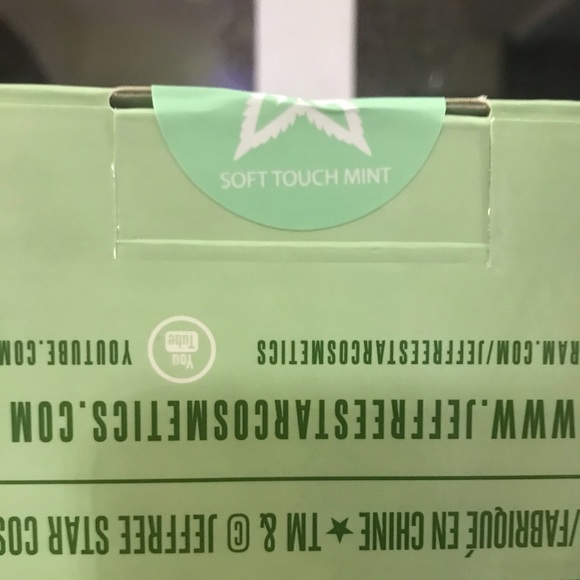 SOFT TOUCH MINT
/FABRIQUÉ EN CHINE ★ TM & © JEFFREE STAR COS
WWW.JEFFREESTARCOSMETICS.COM
RAM.COM/JEFFREESTARCOSMETICS You Tube YOUTUBE.COM